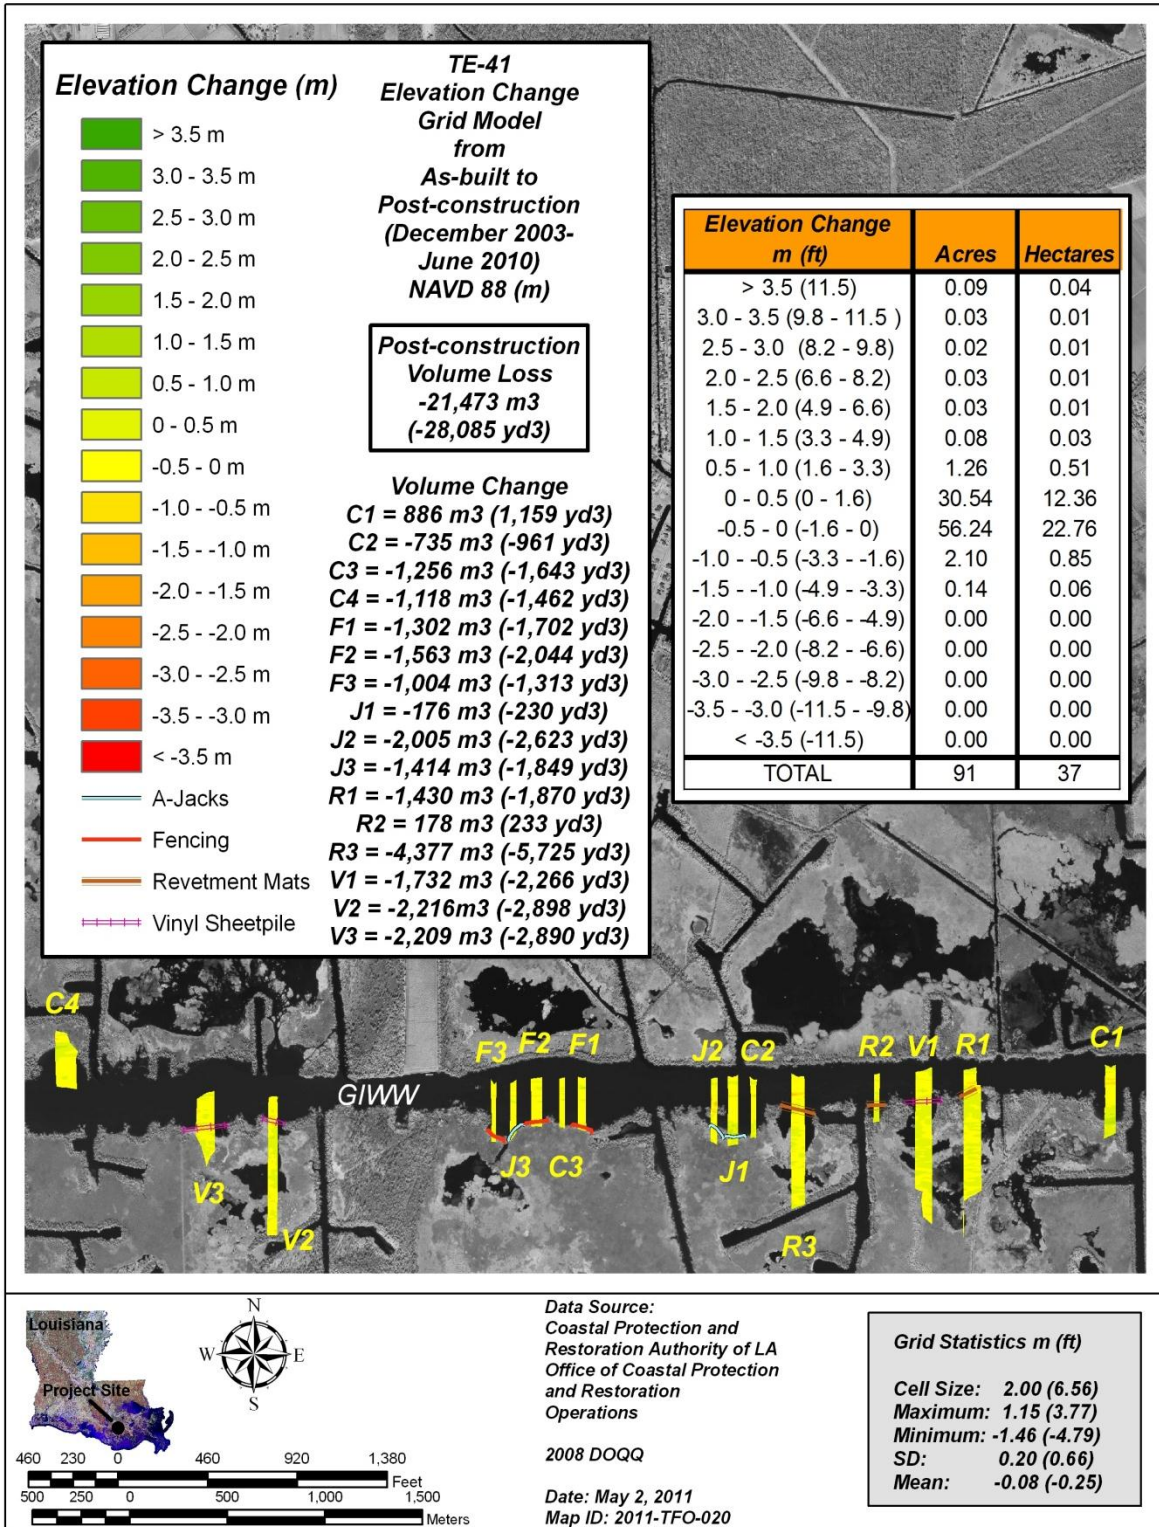 Elevation Change (m)
> 3.5 m
3.0 - 3.5 m
2.5 - 3.0 m
2.0 - 2.5 m
1.5 - 2.0 m
1.0 - 1.5 m
0.5 - 1.0 m
0 - 0.5 m
-0.5 - 0 m
-1.0 - -0.5 m
-1.5 - -1.0 m
-2.0 - -1.5 m
-2.5 - -2.0 m
-3.0 - -2.5 m
-3.5 - -3.0 m
< -3.5 m
A-Jacks
Fencing
Revetment Mats
Vinyl Sheetpile
TE-41
Elevation Change
Grid Model
from
As-built to
Post-construction
(December 2003-
June 2010)
NAVD 88 (m)
Post-construction
Volume Loss
-21,473 m3
(-28,085 yd3)
Volume Change
C1 = 886 m3 (1,159 yd3)
C2 = -735 m3 (-961 yd3)
C3 = -1,256 m3 (-1,643 yd3)
C4 = -1,118 m3 (-1,462 yd3)
F1 = -1,302 m3 (-1,702 yd3)
F2 = -1,563 m3 (-2,044 yd3)
F3 = -1,004 m3 (-1,313 yd3)
J1 = -176 m3 (-230 yd3)
J2 = -2,005 m3 (-2,623 yd3)
J3 = -1,414 m3 (-1,849 yd3)
R1 = -1,430 m3 (-1,870 yd3)
R2 = 178 m3 (233 yd3)
R3 = -4,377 m3 (-5,725 yd3)
V1 = -1,732 m3 (-2,266 yd3)
V2 = -2,216m3 (-2,898 yd3)
V3 = -2,209 m3 (-2,890 yd3)
Elevation Change
m (ft) Acres Hectares
> 3.5 (11.5) 0.09 0.04
3.0 - 3.5 (9.8 - 11.5 ) 0.03 0.01
2.5 - 3.0 (8.2 - 9.8) 0.02 0.01
2.0 - 2.5 (6.6 - 8.2) 0.03 0.01
1.5 - 2.0 (4.9 - 6.6) 0.03 0.01
1.0 - 1.5 (3.3 - 4.9) 0.08 0.03
0.5 - 1.0 (1.6 - 3.3) 1.26 0.51
0 - 0.5 (0 - 1.6) 30.54 12.36
-0.5 - 0 (-1.6 - 0) 56.24 22.76
-1.0 - -0.5 (-3.3 - -1.6) 2.10 0.85
-1.5 - -1.0 (-4.9 - -3.3) 0.14 0.06
-2.0 - -1.5 (-6.6 - -4.9) 0.00 0.00
-2.5 - -2.0 (-8.2 - -6.6) 0.00 0.00
-3.0 - -2.5 (-9.8 - -8.2) 0.00 0.00
-3.5 - -3.0 (-11.5 - -9.8) 0.00 0.00
< -3.5 (-11.5) 0.00 0.00
TOTAL 91 37
C4
F3 F2 F1 J2 C2 R2 V1 R1 C1
GIWW
V3 J3 C3 J1
V2 R3
Louisiana
Project Site
N
W E
S
460 230 0 460 920 1,380
Feet
500 250 0 500 1,000 1,500
Meters
Data Source:
Coastal Protection and
Restoration Authority of LA
Office of Coastal Protection
and Restoration
Operations
2008 DOQQ
Date: May 2, 2011
Map ID: 2011-TFO-020
Grid Statistics m (ft)
Cell Size: 2.00 (6.56)
Maximum: 1.15 (3.77)
Minimum: -1.46 (-4.79)
SD: 0.20 (0.66)
Mean: -0.08 (-0.25)